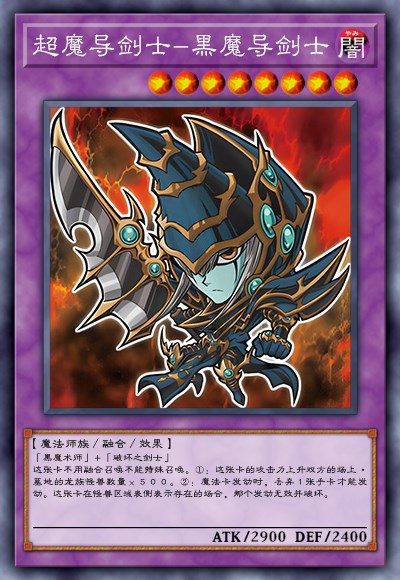 超魔导剑士-黑魔导剑士
やみ
闇
【魔法师族／融合／效果】
「黑魔术师」+「破坏之剑士」
这张卡不用融合召唤不能特殊召唤。①：这张卡的攻击力上升双方的场上·
墓地的龙族怪兽数量×５００。②：魔法卡发动时，丢弃1张手卡才能发
动。这张卡在怪兽区域表侧表示存在的场合，那个发动无效并破坏。
ATK/2900 DEF/2400